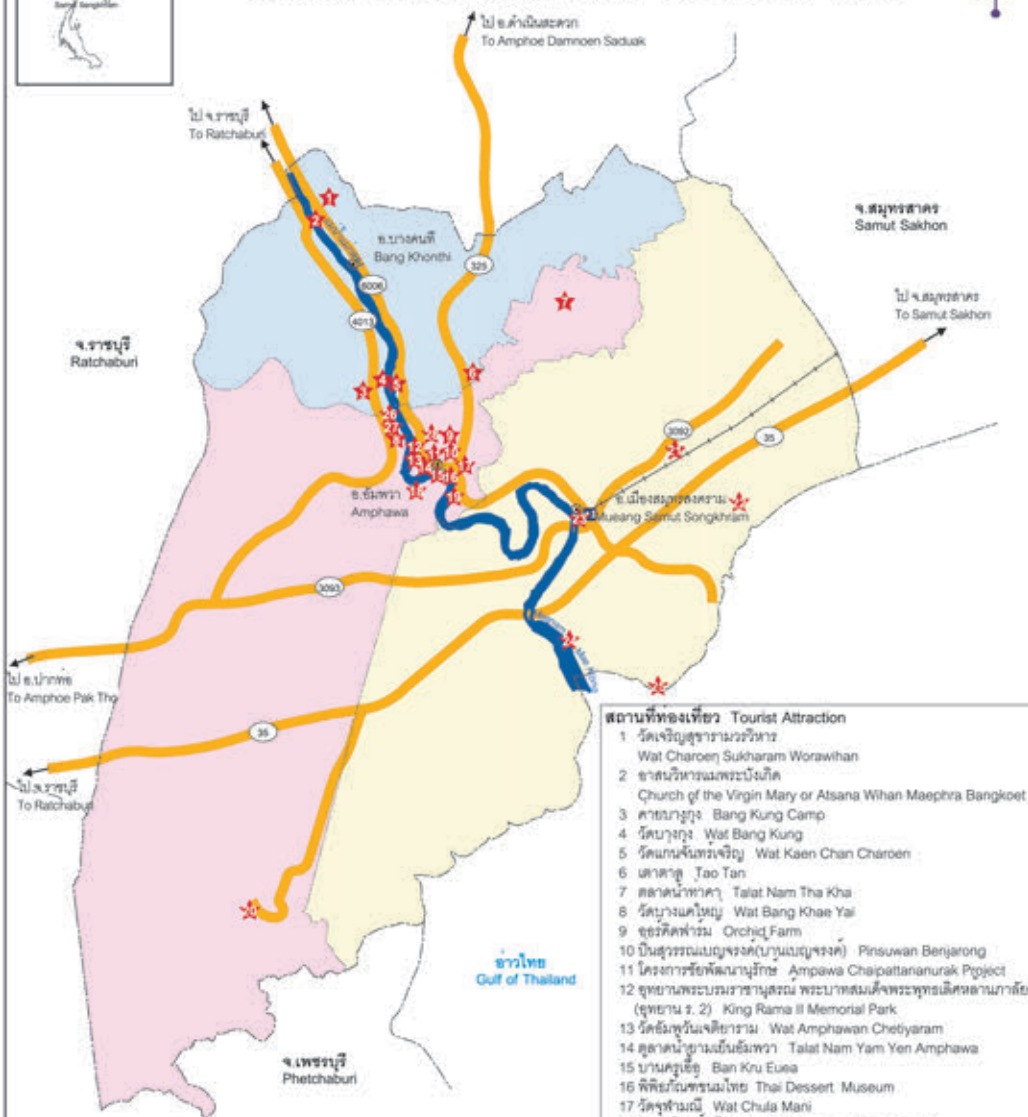 Samut Songkhram
ไป อ.ดำเนินสะดวก
To Amphoe Damnoen Saduak
ไป จ.ราชบุรี
To Ratchaburi
1
2
อ.บางคนที
Bang Khonthi
จ.สมุทรสาคร
Samut Sakhon
325
6006
7
ไป จ.สมุทรสาคร
To Samut Sakhon
4013
จ.ราชบุรี
Ratchaburi
6
4
5
3
26
27
3092
35
12
13
15
16
อ.อัมพวา
Amphawa
อ.เมืองสมุทรสงคราม
Mueang Samut Songkhram
3093
ไป อ.ปากท่อ
To Amphoe Pak Tho
35
ไป จ.ราชบุรี
To Ratchaburi
อ่าวไทย
Gulf of Thailand
จ.เพชรบุรี
Phetchaburi
สถานที่ท่องเที่ยว Tourist Attraction
1 วัดเจริญสุขารามวรวิหาร
Wat Charoen Sukharam Worawihan
2 อาสนวิหารแม่พระบังเกิด
Church of the Virgin Mary or Atsana Wihan Maephra Bangkoet
3 ค่ายบางกุ้ง Bang Kung Camp
4 วัดบางกุ้ง Wat Bang Kung
5 วัดแก่นจันทร์เจริญ Wat Kaen Chan Charoen
6 เตาตาล Tao Tan
7 ตลาดน้ำท่าคา Talat Nam Tha Kha
8 วัดบางแคใหญ่ Wat Bang Khae Yai
9 ออร์คิดฟาร์ม Orchid Farm
10 ปิ่นสุวรรณเบญจรงค์(บ้านเบญจรงค์) Pinsuwan Benjarong
11 โครงการชัยพัฒนานุรักษ์ Ampawa Chaipattananurak Project
12 อุทยานพระบรมราชานุสรณ์ พระบาทสมเด็จพระพุทธเลิศหล้านภาลัย
(อุทยาน ร. 2) King Rama II Memorial Park
13 วัดอัมพวันเจติยาราม Wat Amphawan Chetiyaram
14 ตลาดน้ำยามเย็นอัมพวา Talat Nam Yam Yen Amphawa
15 บ้านครูเอื้อ Ban Kru Euea
16 พิพิธภัณฑ์ขนมไทย Thai Dessert Museum
17 วัดจุฬามณี Wat Chula Mani